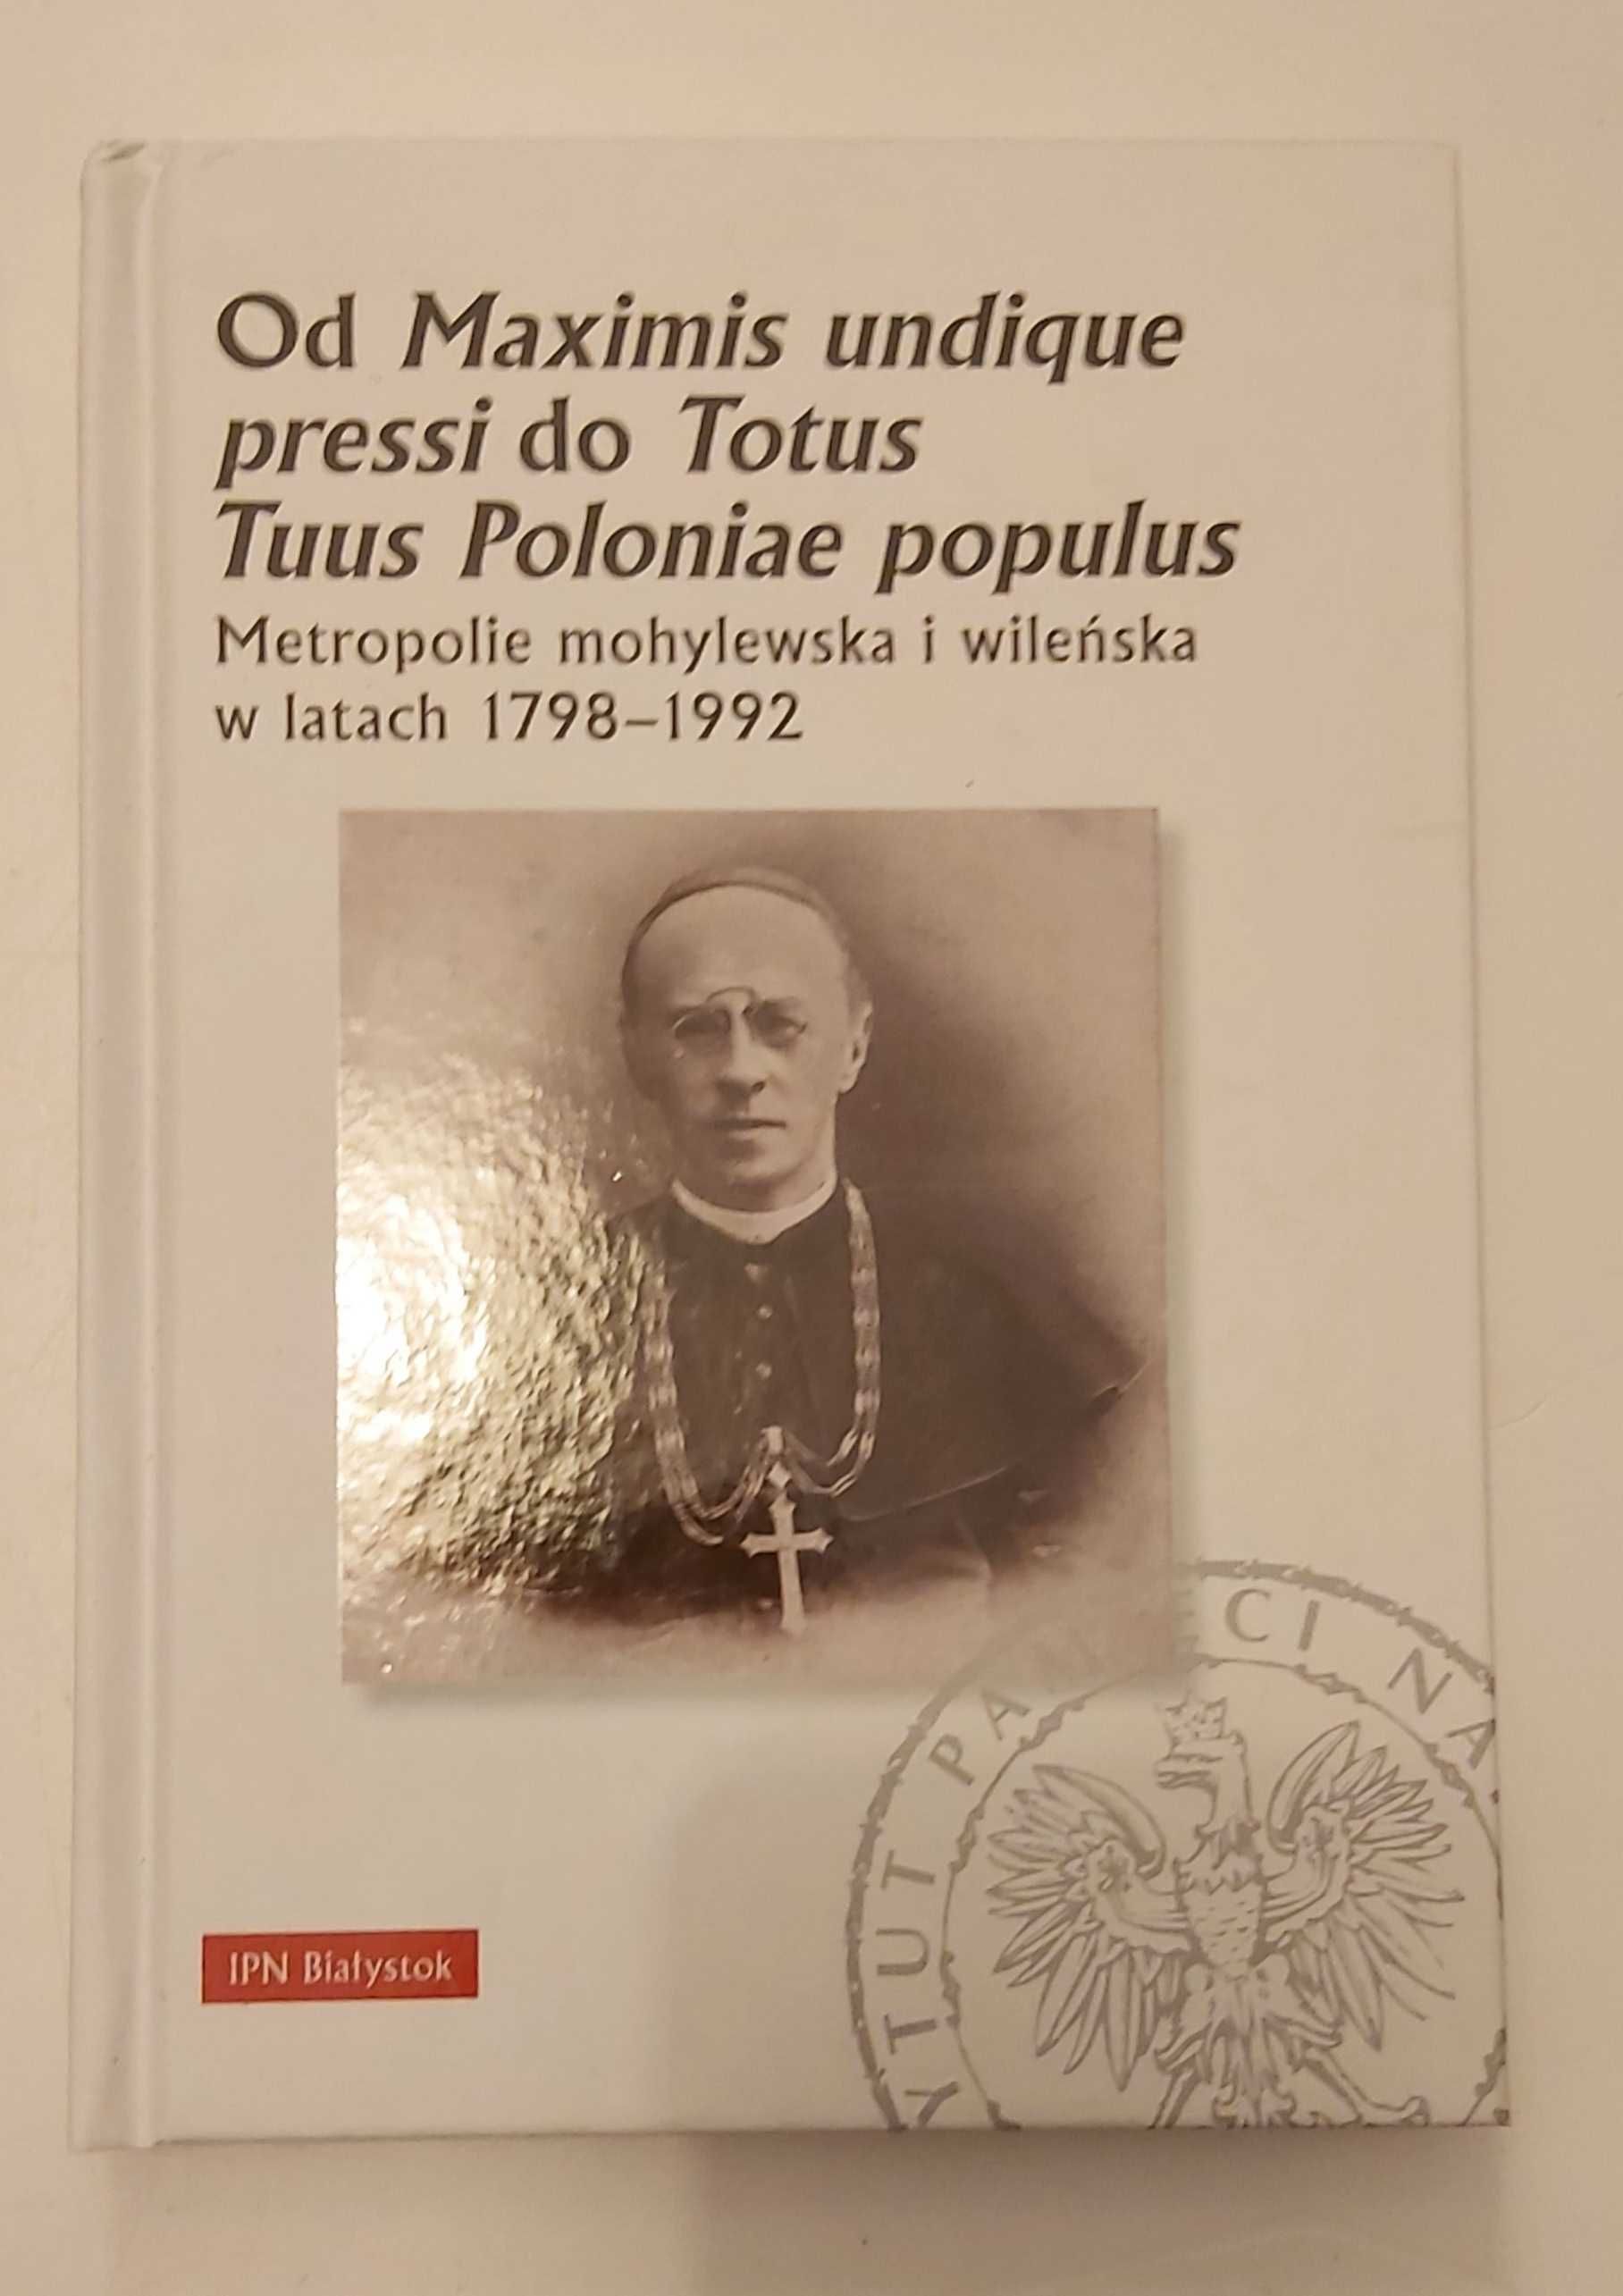 Od Maximis undique
pressi do Totus
Tuus Poloniae populus
Metropolie mohylewska i wileńska
w latach 1798–1992
IPN Białystok